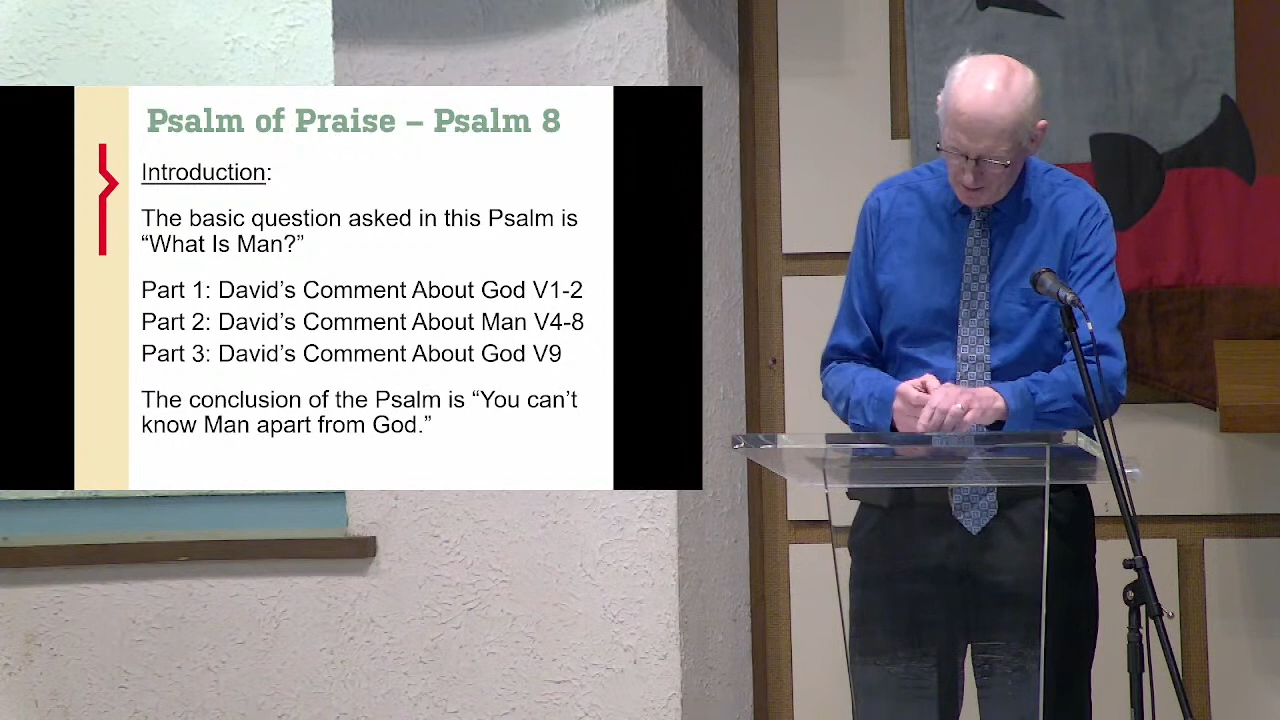 Psalm of Praise – Psalm 8
Introduction:
The basic question asked in this Psalm is
“What Is Man?”
Part 1: David’s Comment About God V1-2
Part 2: David’s Comment About Man V4-8
Part 3: David’s Comment About God V9
The conclusion of the Psalm is “You can’t
know Man apart from God.”